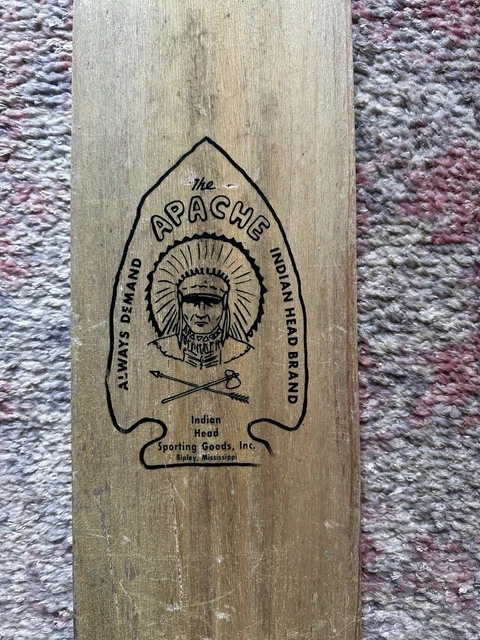 The
APACHE
ALWAYS DEMAND
INDIAN HEAD BRAND
Indian
Head
Sporting Goods, Inc.
Ripley, Mississippi